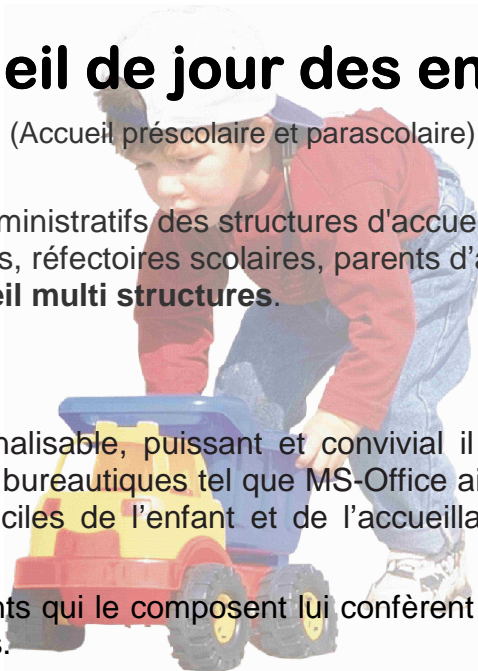 eil de jour des en
(Accueil préscolaire et parascolaire)
ministratifs des structures d'accue
s, réfectoires scolaires, parents d’a
eil multi structures.
nalisable, puissant et convivial il
bureautiques tel que MS-Office ai
ciles de l’enfant et de l’accueilla
nts qui le composent lui confèrent
s.